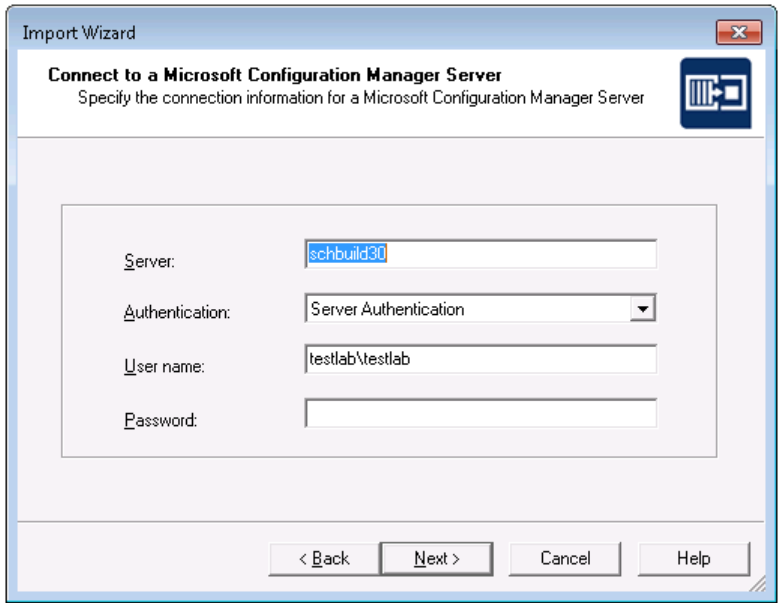 Import Wizard
Connect to a Microsoft Configuration Manager Server
Specify the connection information for a Microsoft Configuration Manager Server
Server: schbuild30
Authentication: Server Authentication
User name: testlab\testlab
Password:
< Back Next > Cancel Help